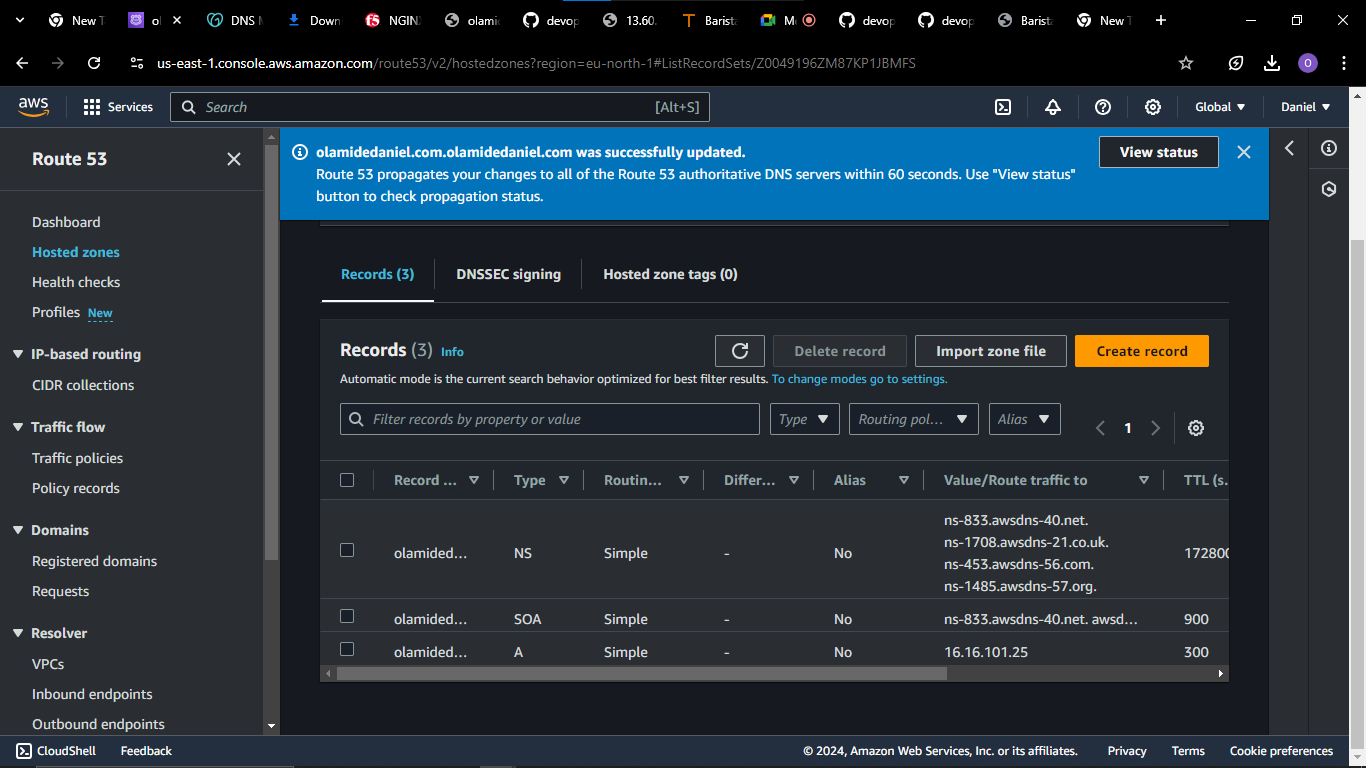 New T
ol
DNS M
Down
NGIN
olamic
devop
13.60.
Barista
M
devop
devop
Barist
New T
us-east-1.console.aws.amazon.com/route53/v2/hostedzones?region=eu-north-1#ListRecordSets/Z0049196ZM87KP1JBMFS
O
aws
Services
Search
[Alt+S]
Global
Daniel
Route 53
Dashboard
Hosted zones
Health checks
Profiles New
IP-based routing
CIDR collections
Traffic flow
Traffic policies
Policy records
Domains
Registered domains
Requests
Resolver
VPCs
Inbound endpoints
Outbound endpoints
olamidedaniel.com.olamidedaniel.com was successfully updated.
Route 53 propagates your changes to all of the Route 53 authoritative DNS servers within 60 seconds. Use "View status"
button to check propagation status.
View status
Records (3)
DNSSEC signing
Hosted zone tags (0)
Records (3) Info
Delete record
Import zone file
Create record
Automatic mode is the current search behavior optimized for best filter results. To change modes go to settings.
Filter records by property or value
Type
Routing pol...
Alias
1
Record ... Type Routin... Differ... Alias Value/Route traffic to TTL (s.
ns-833.awsdns-40.net.
ns-1708.awsdns-21.co.uk.
olamided... NS Simple - No 172800
ns-453.awsdns-56.com.
ns-1485.awsdns-57.org.
olamided... SOA Simple - No ns-833.awsdns-40.net. awsd... 900
olamided... A Simple - No 16.16.101.25 300
CloudShell
Feedback
© 2024, Amazon Web Services, Inc. or its affiliates.
Privacy
Terms
Cookie preferences